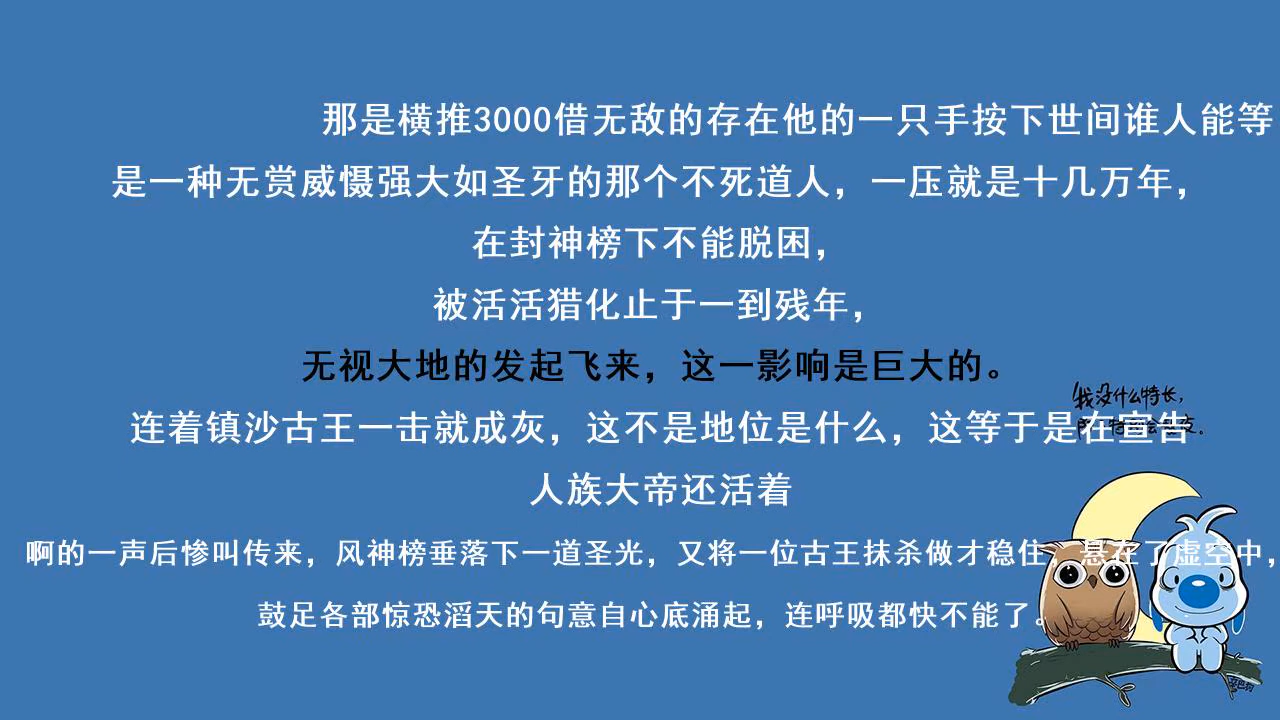 那是横推3000借无敌的存在他的一只手按下世间谁人能等
是一种无赏威慑强大如圣牙的那个不死道人，一压就是十几万年，
在封神榜下不能脱困，
被活活猎化止于一到残年，
无视大地的发起飞来，这一影响是巨大的。
我没什么特长，
连着镇沙古王一击就成灰，这不是地位是什么，这等于是在宣告
人族大帝还活着
啊的一声后惨叫传来，风神榜垂落下一道圣光，又将一位古王抹杀做才稳住，悬在了虚空中，
鼓足各部惊恐滔天的句意自心底涌起，连呼吸都快不能了。